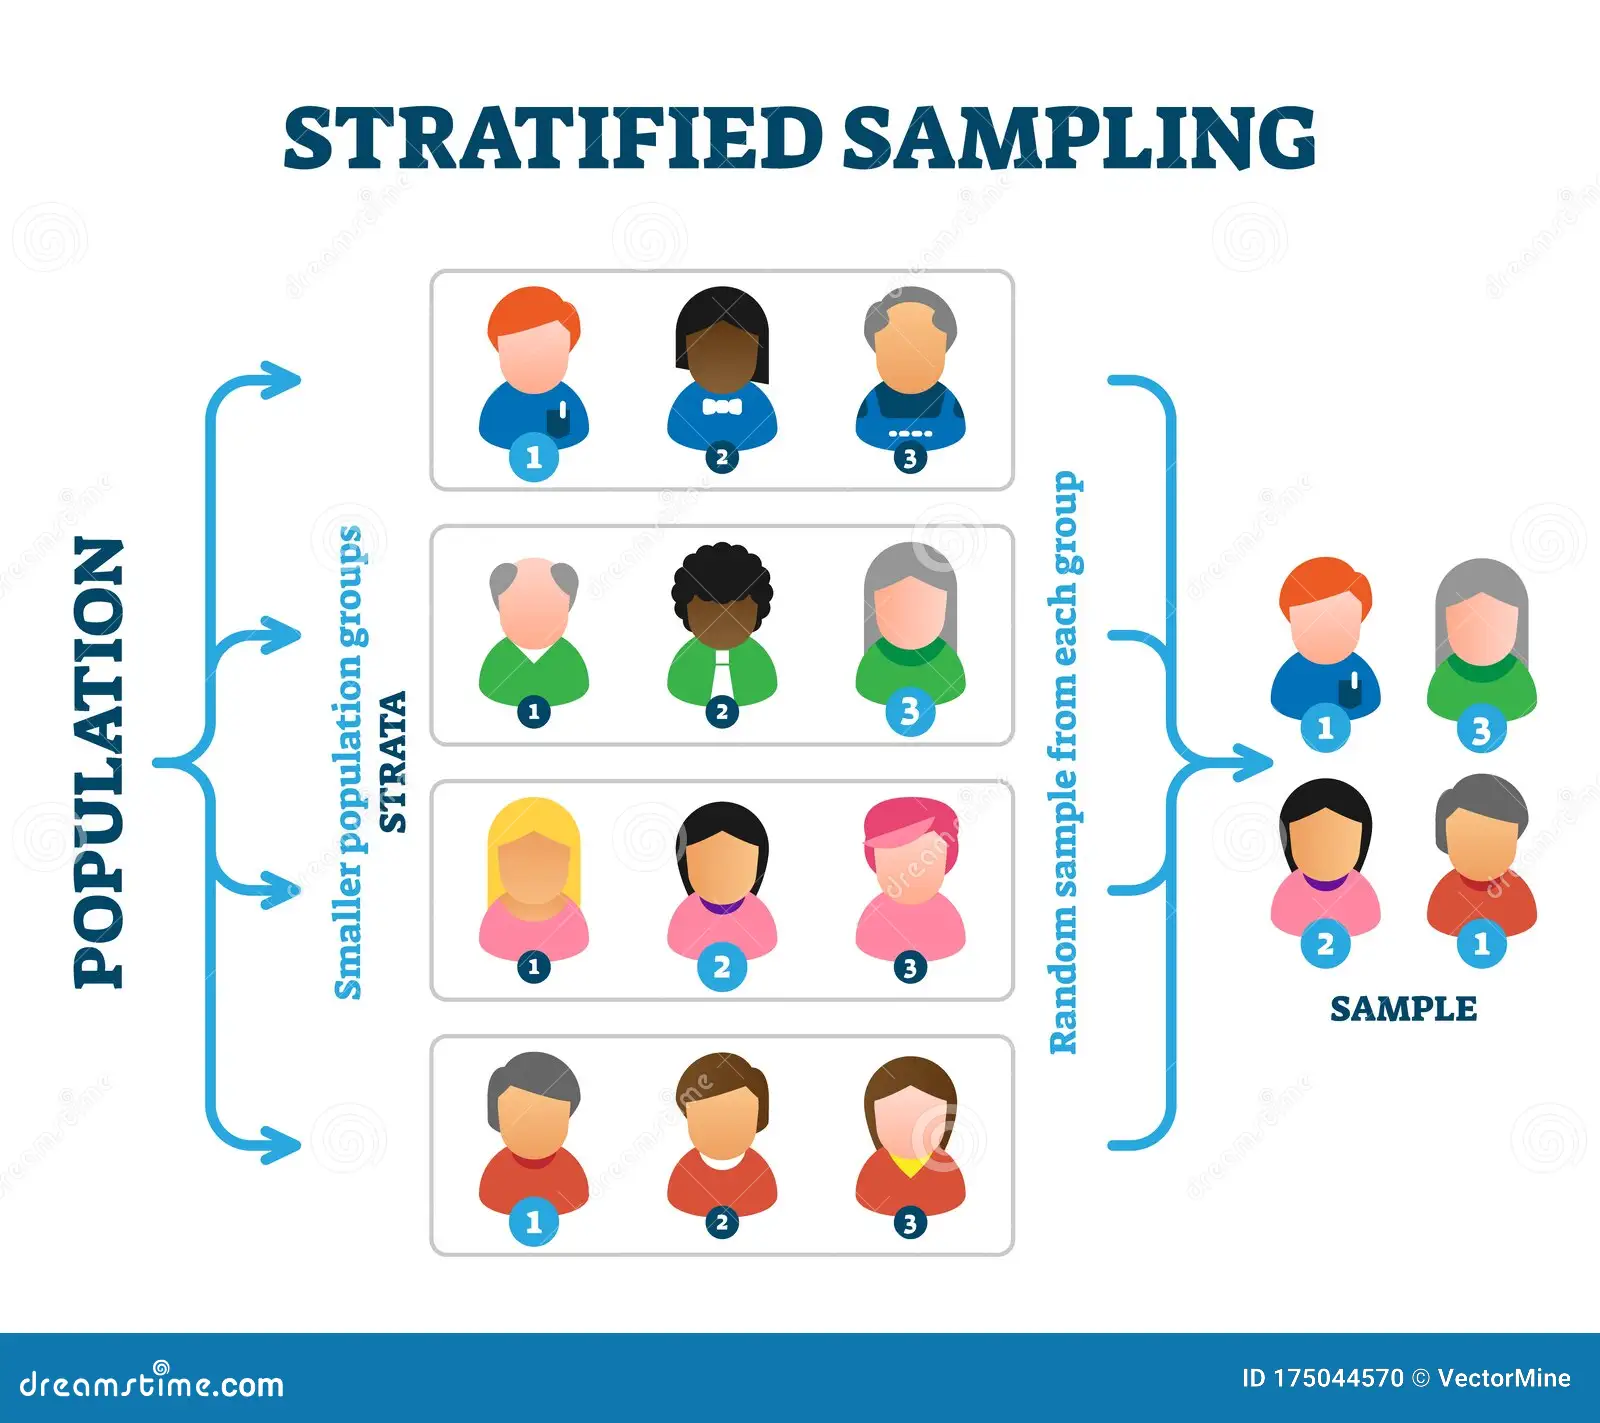 STRATIFIED SAMPLING
POPULATION
Smaller population groups
STRATA
1 2 3
1 2 3
1 2 3
1 2 3
Random sample from each group
1 3
2 1
SAMPLE
dreamstime.com
ID 175044570 © VectorMine